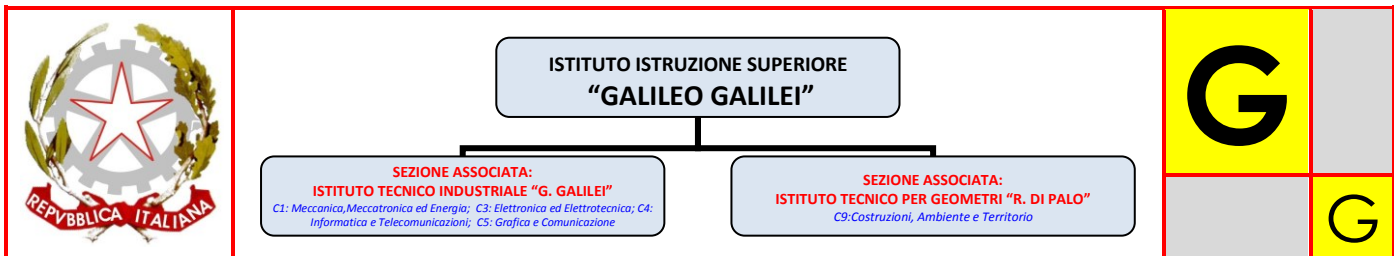 REPVBBLICA ITALIANA
ISTITUTO ISTRUZIONE SUPERIORE
“GALILEO GALILEI”
SEZIONE ASSOCIATA:
ISTITUTO TECNICO INDUSTRIALE “G. GALILEI”
C1: Meccanica,Meccatronica ed Energia;  C3: Elettronica ed Elettrotecnica; C4:
Informatica e Telecomunicazioni;  C5: Grafica e Comunicazione
SEZIONE ASSOCIATA:
ISTITUTO TECNICO PER GEOMETRI “R. DI PALO”
C9:Costruzioni, Ambiente e Territorio
G
G